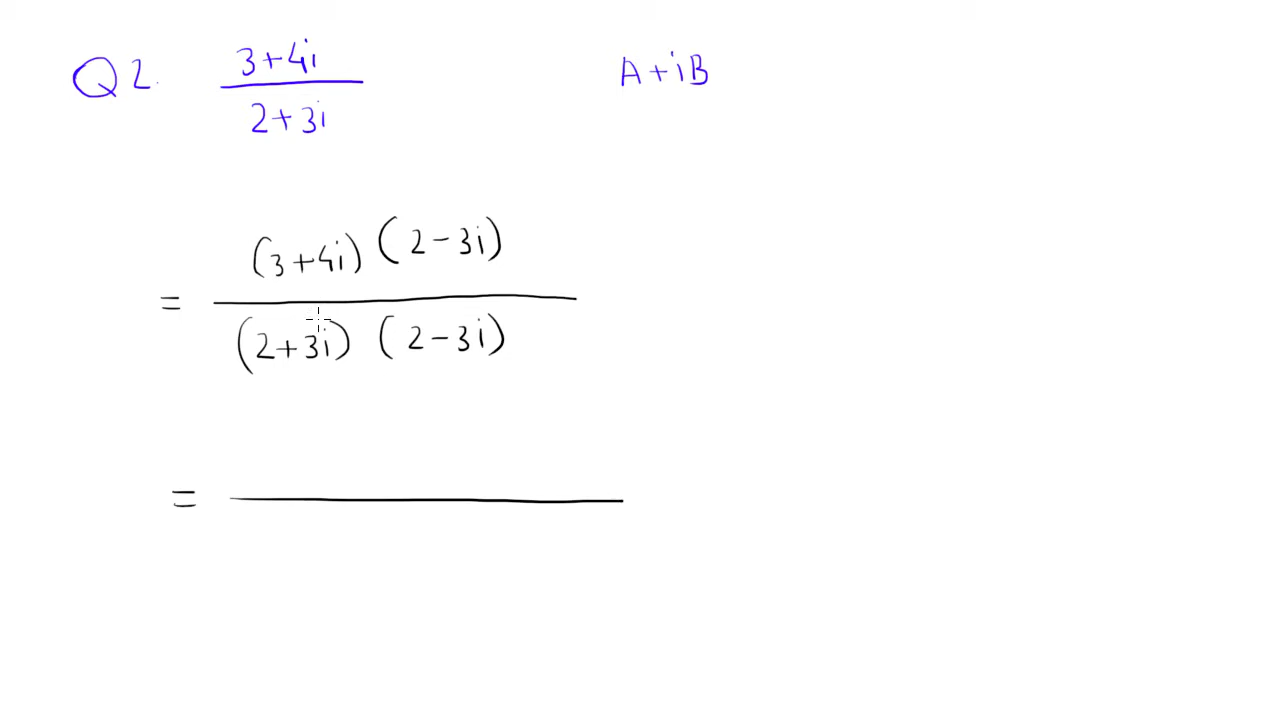 Q2. 3+4i / 2+3i A+iB
= (3+4i) (2-3i) / (2+3i) (2-3i)
=